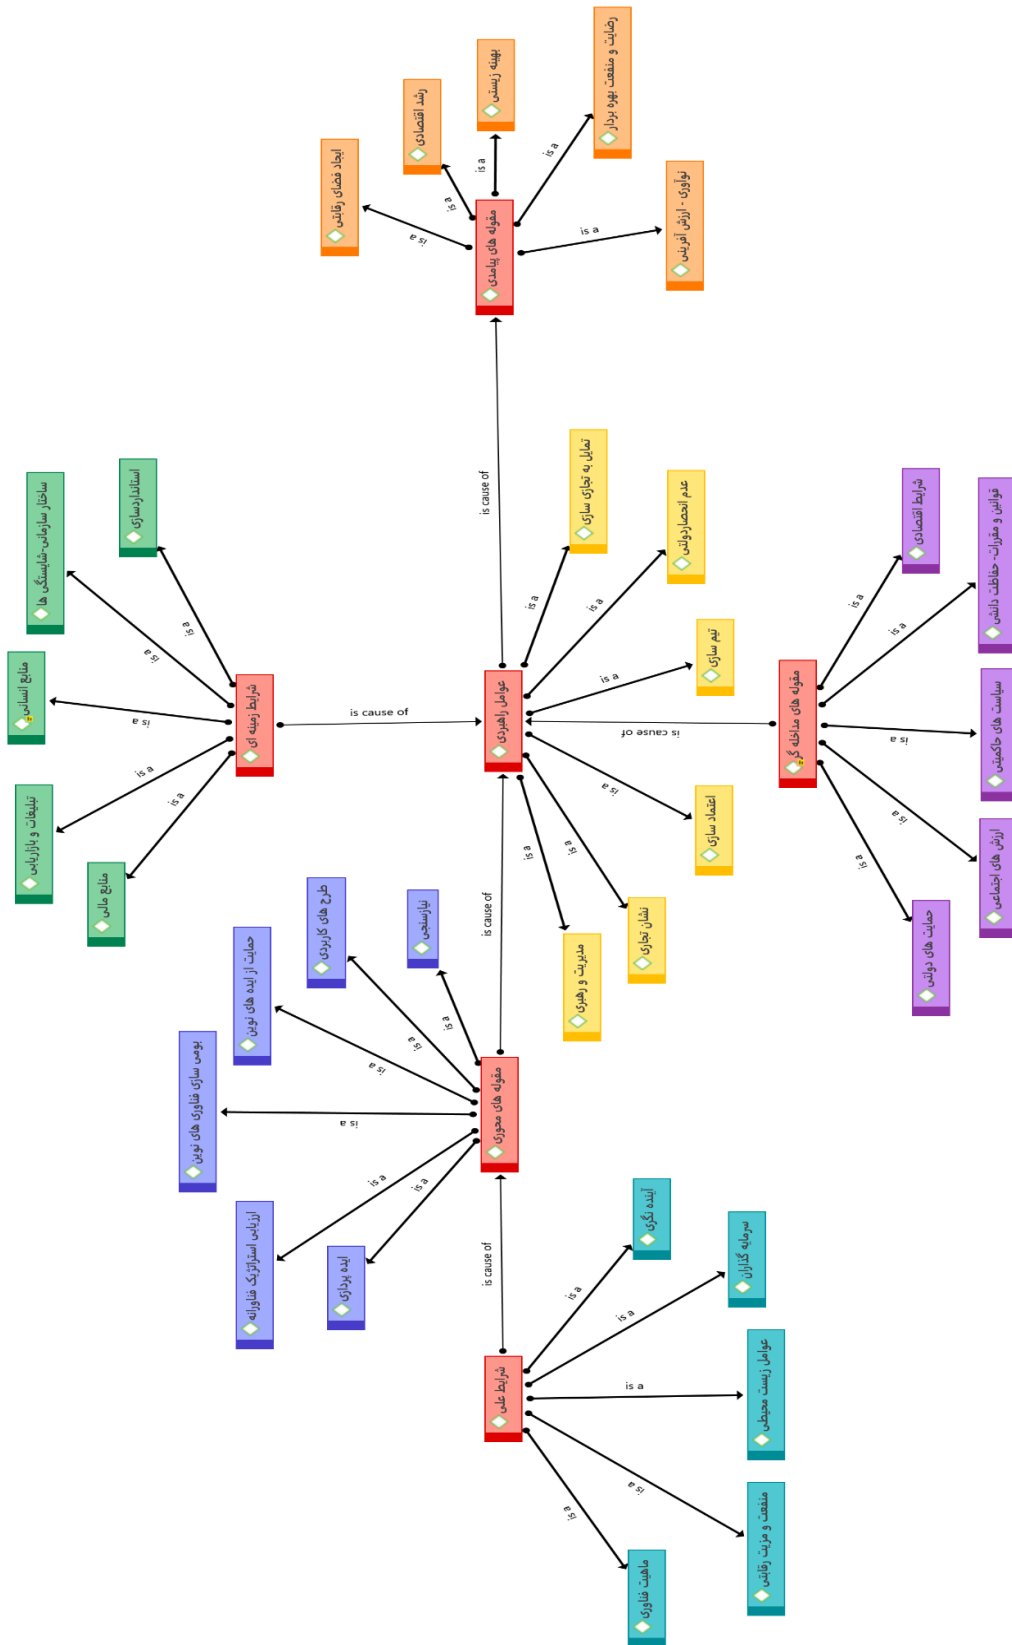 رضایت و منفعت بهره بردار
بهینه زیستی
رشد اقتصادی
ایجاد فضای رقابتی
نوآوری - ارزش آفرینی
is a
is a
is a
is a
is a
مقوله های پیامدی
is cause of
استانداردسازی
ساختار سازمانی-شایستگی ها
منابع انسانی
تبلیغات و بازاریابی
منابع مالی
is a
is a
is a
is a
is a
شرایط زمینه ای
is cause of
تمایل به تجاری سازی
عدم انحصاردولتی
تیم سازی
اعتماد سازی
نشان تجاری
مدیریت و رهبری
is a
is a
is a
is a
is a
is a
عوامل راهبردی
is cause of
شرایط اقتصادی
قوانین و مقررات- حفاظت دانشی
سیاست های حاکمیتی
ارزش های اجتماعی
حمایت های دولتی
is a
is a
is a
is a
is a
مقوله های مداخله گر
is cause of
نیازسنجی
طرح های کاربردی
حمایت از ایده های نوین
بومی سازی فناوری های نوین
ارزیابی استراتژیک فناورانه
ایده پردازی
is a
is a
is a
is a
is a
is a
مقوله های محوری
is cause of
آینده نگری
سرمایه گذاران
عوامل زیست محیطی
منفعت و مزیت رقابتی
ماهیت فناوری
is a
is a
is a
is a
is a
شرایط علی